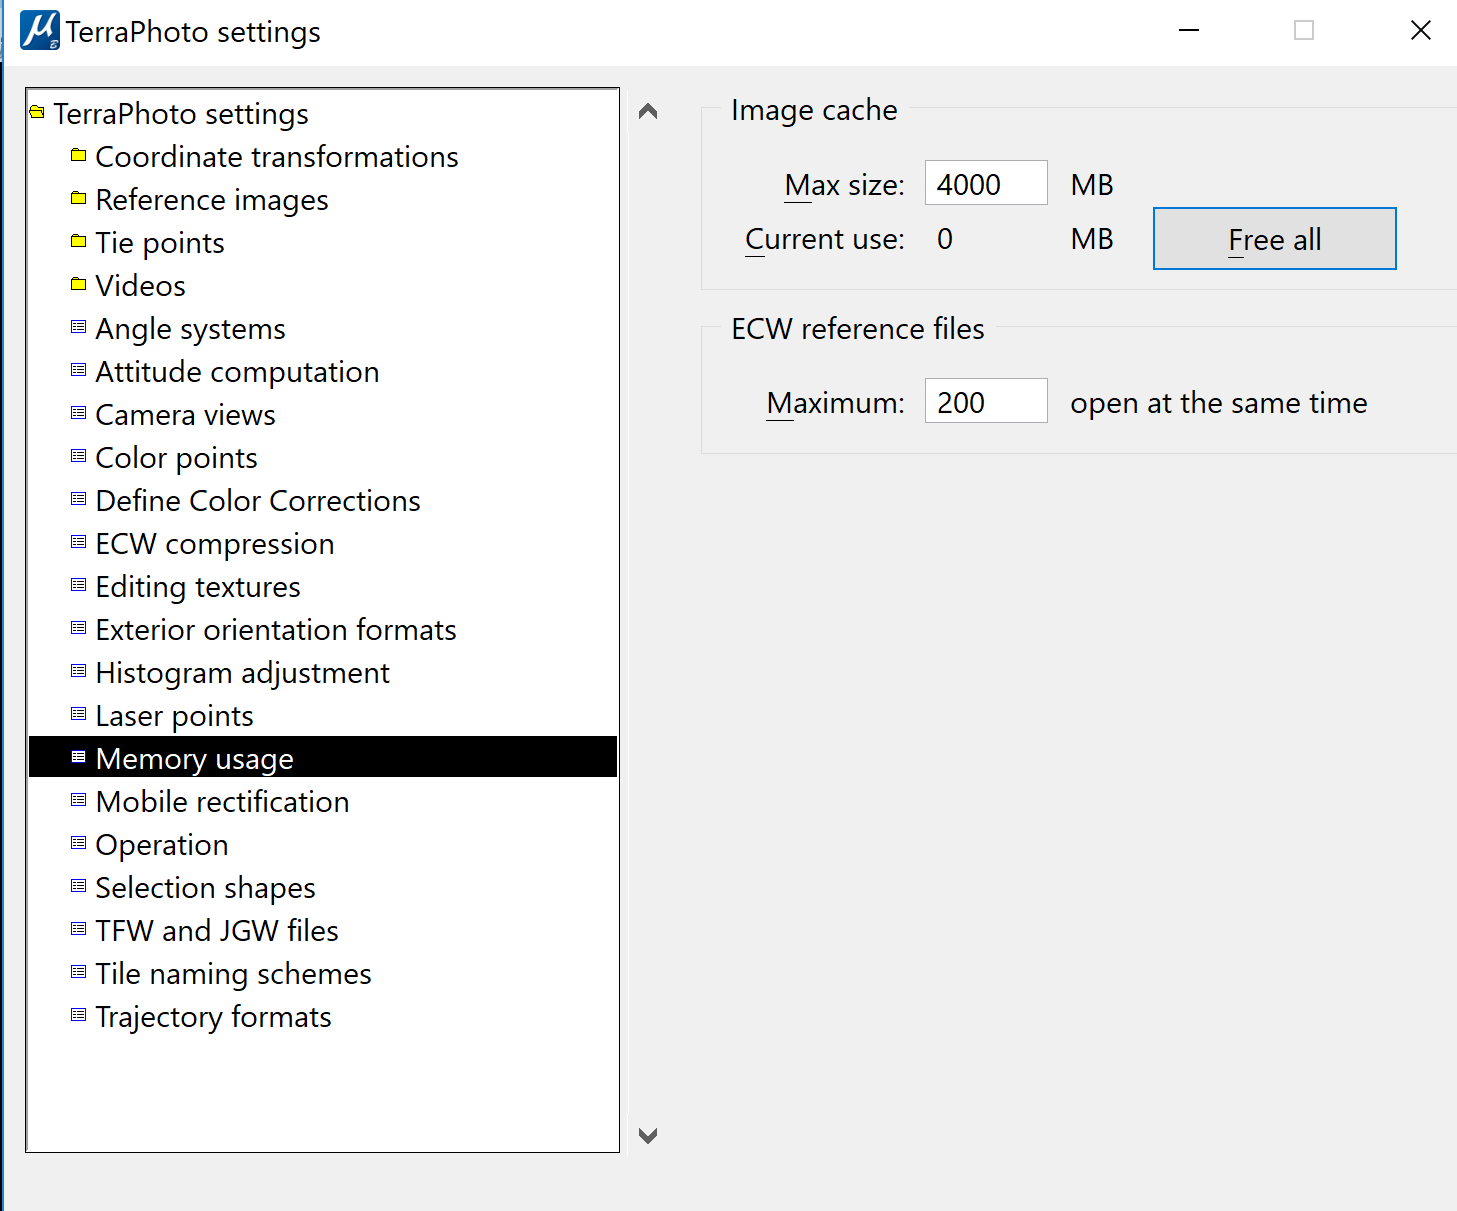 TerraPhoto settings
TerraPhoto settings
Coordinate transformations
Reference images
Tie points
Videos
Angle systems
Attitude computation
Camera views
Color points
Define Color Corrections
ECW compression
Editing textures
Exterior orientation formats
Histogram adjustment
Laser points
Memory usage
Mobile rectification
Operation
Selection shapes
TFW and JGW files
Tile naming schemes
Trajectory formats
Image cache
Max size: 4000 MB
Current use: 0 MB Free all
ECW reference files
Maximum: 200 open at the same time